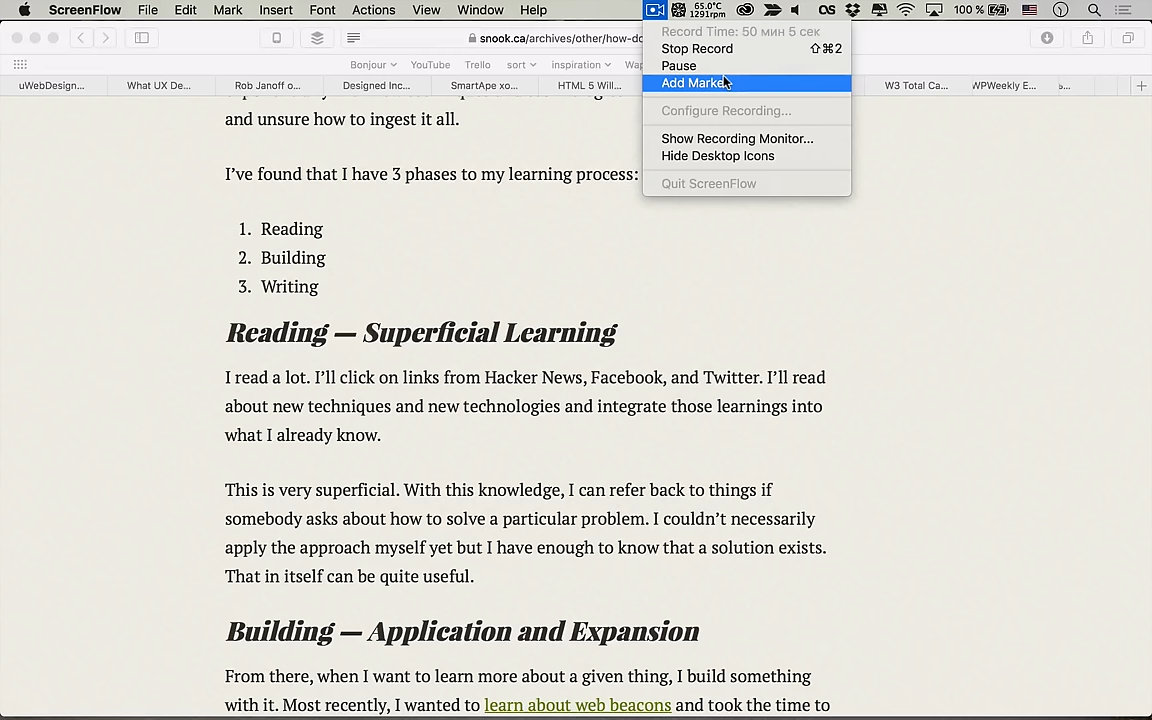 ScreenFlow File Edit Mark Insert Font Actions View Window Help 65.0°C 1291rpm OS 100 %
Record Time: 50 мин 5 сек
Stop Record ⇧⌘2
Pause
Add Marke
Configure Recording...
Show Recording Monitor...
Hide Desktop Icons
Quit ScreenFlow
snook.ca/archives/other/how-do
Bonjour YouTube Trello sort inspiration Wap
uWebDesign... What UX De... Rob Janoff o... Designed Inc... SmartApe xo... HTML 5 Will... W3 Total Ca... WPWeekly E...
and unsure how to ingest it all.
I’ve found that I have 3 phases to my learning process:
1. Reading
2. Building
3. Writing
Reading — Superficial Learning
I read a lot. I’ll click on links from Hacker News, Facebook, and Twitter. I’ll read
about new techniques and new technologies and integrate those learnings into
what I already know.
This is very superficial. With this knowledge, I can refer back to things if
somebody asks about how to solve a particular problem. I couldn’t necessarily
apply the approach myself yet but I have enough to know that a solution exists.
That in itself can be quite useful.
Building — Application and Expansion
From there, when I want to learn more about a given thing, I build something
with it. Most recently, I wanted to learn about web beacons and took the time to